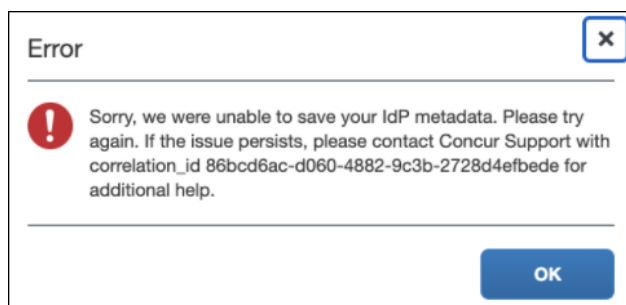 Error
Sorry, we were unable to save your IdP metadata. Please try
again. If the issue persists, please contact Concur Support with
correlation_id 86bcd6ac-d060-4882-9c3b-2728d4efbede for
additional help.
OK